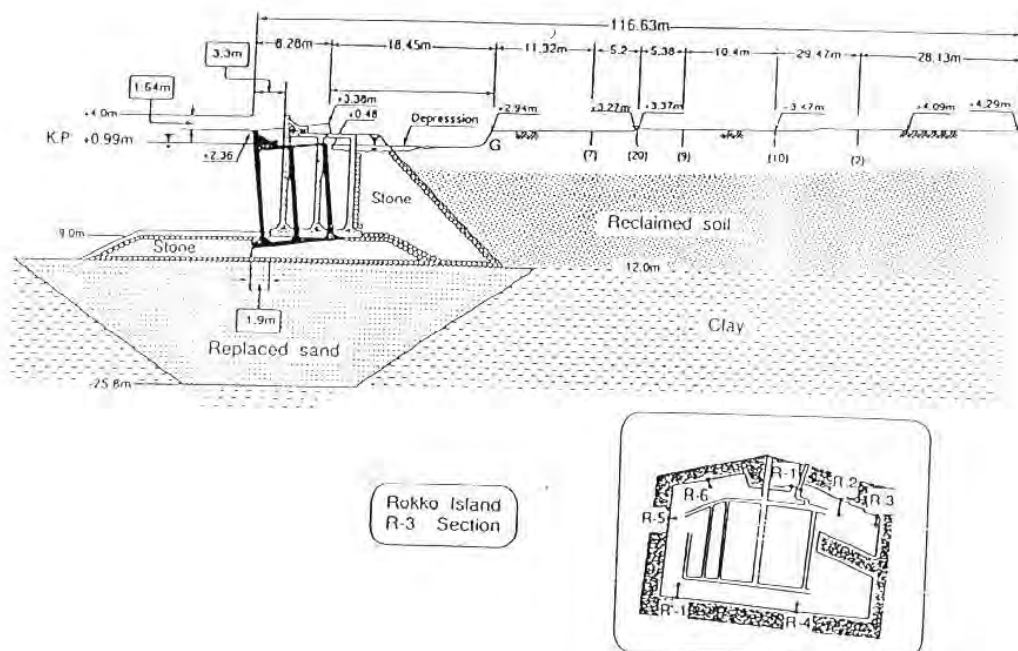 116.63m
8.28m 18.45m 11.32m 5.2 5.38 10.4m 29.47m 28.13m
3.3m
1.64m
+3.38m
+2.94m
3.27m +3.37m
+4.09m +4.29m
+4.0m
+0.48
Depresssion
K.P. +0.99m
G
+2.36
(7) (20) (9) (10) (2)
Stone
Reclaimed soil
9.0m
Stone
12.0m
1.9m
Clay
Replaced sand
-25.8m
Rokko Island
R-3 Section
R-1
R-2
R-3
R-6
R-5
R-4